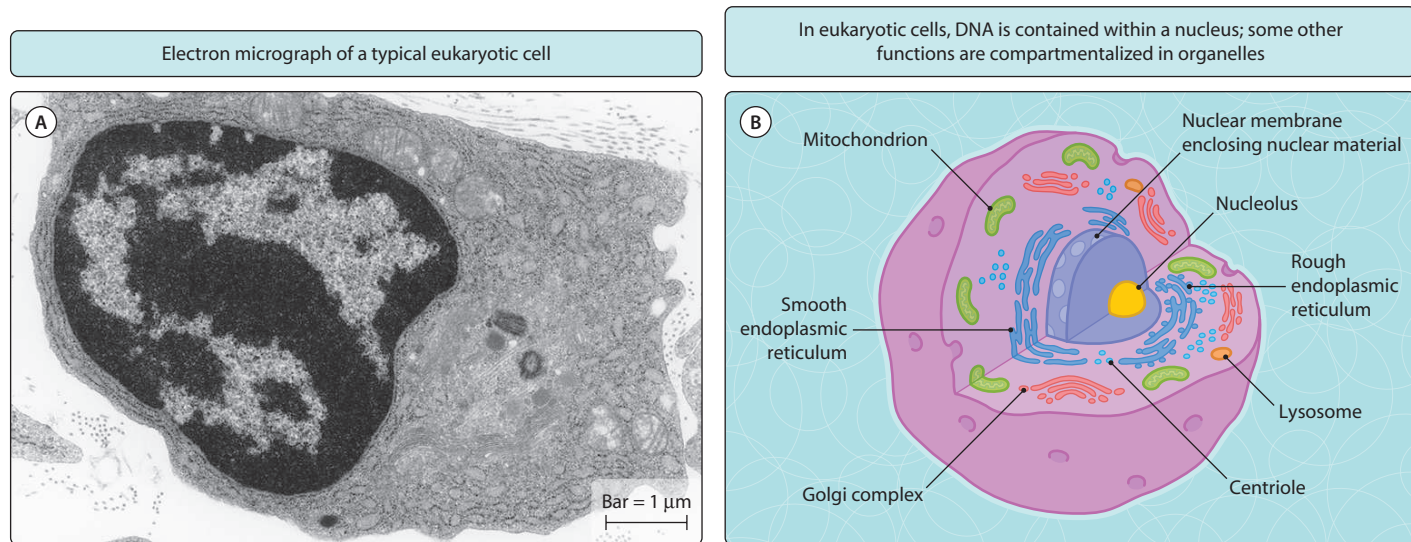 Electron micrograph of a typical eukaryotic cell
In eukaryotic cells, DNA is contained within a nucleus; some other
functions are compartmentalized in organelles
A
Bar = 1 μm
B
Mitochondrion
Nuclear membrane
enclosing nuclear material
Nucleolus
Rough
endoplasmic
reticulum
Smooth
endoplasmic
reticulum
Lysosome
Golgi complex
Centriole